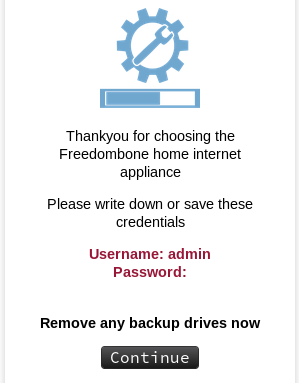 Thankyou for choosing the
Freedombone home internet
appliance
Please write down or save these
credentials
Username: admin
Password:
Remove any backup drives now
Continue